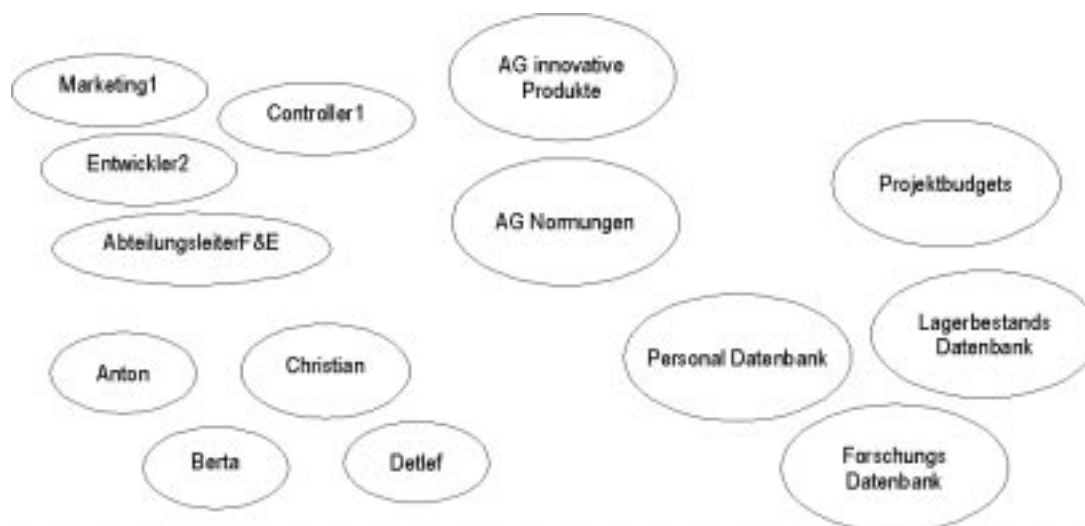 Marketing1
Controller1
Entwickler2
AbteilungsleiterF&E
AG innovative
Produkte
AG Normungen
Projektbudgets
Lagerbestands
Datenbank
Personal Datenbank
Forschungs
Datenbank
Anton
Christian
Berta
Detlef